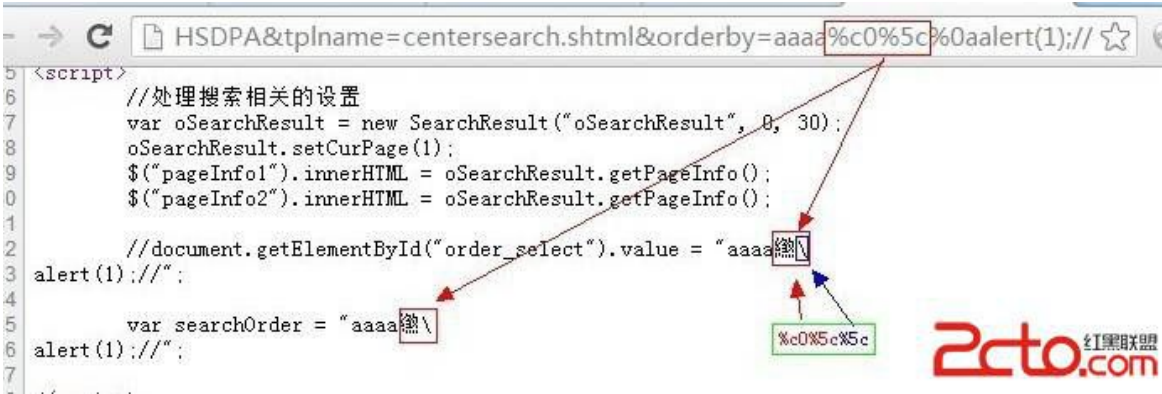 HSDPA&tplname=centersearch.shtml&orderby=aaaa%c0%5c%0aalert(1);//
5 <script>
6 //处理搜索相关的设置
7 var oSearchResult = new SearchResult("oSearchResult", 0, 30);
8 oSearchResult.setCurPage(1);
9 $("pageInfo1").innerHTML = oSearchResult.getPageInfo();
0 $("pageInfo2").innerHTML = oSearchResult.getPageInfo();
1
2 //document.getElementById("order_select").value = "aaaa繺\
3 alert(1);//";
4
5 var searchOrder = "aaaa繺\
6 alert(1);//";
7
%c0%5c%5c
2cto.com 红黑联盟